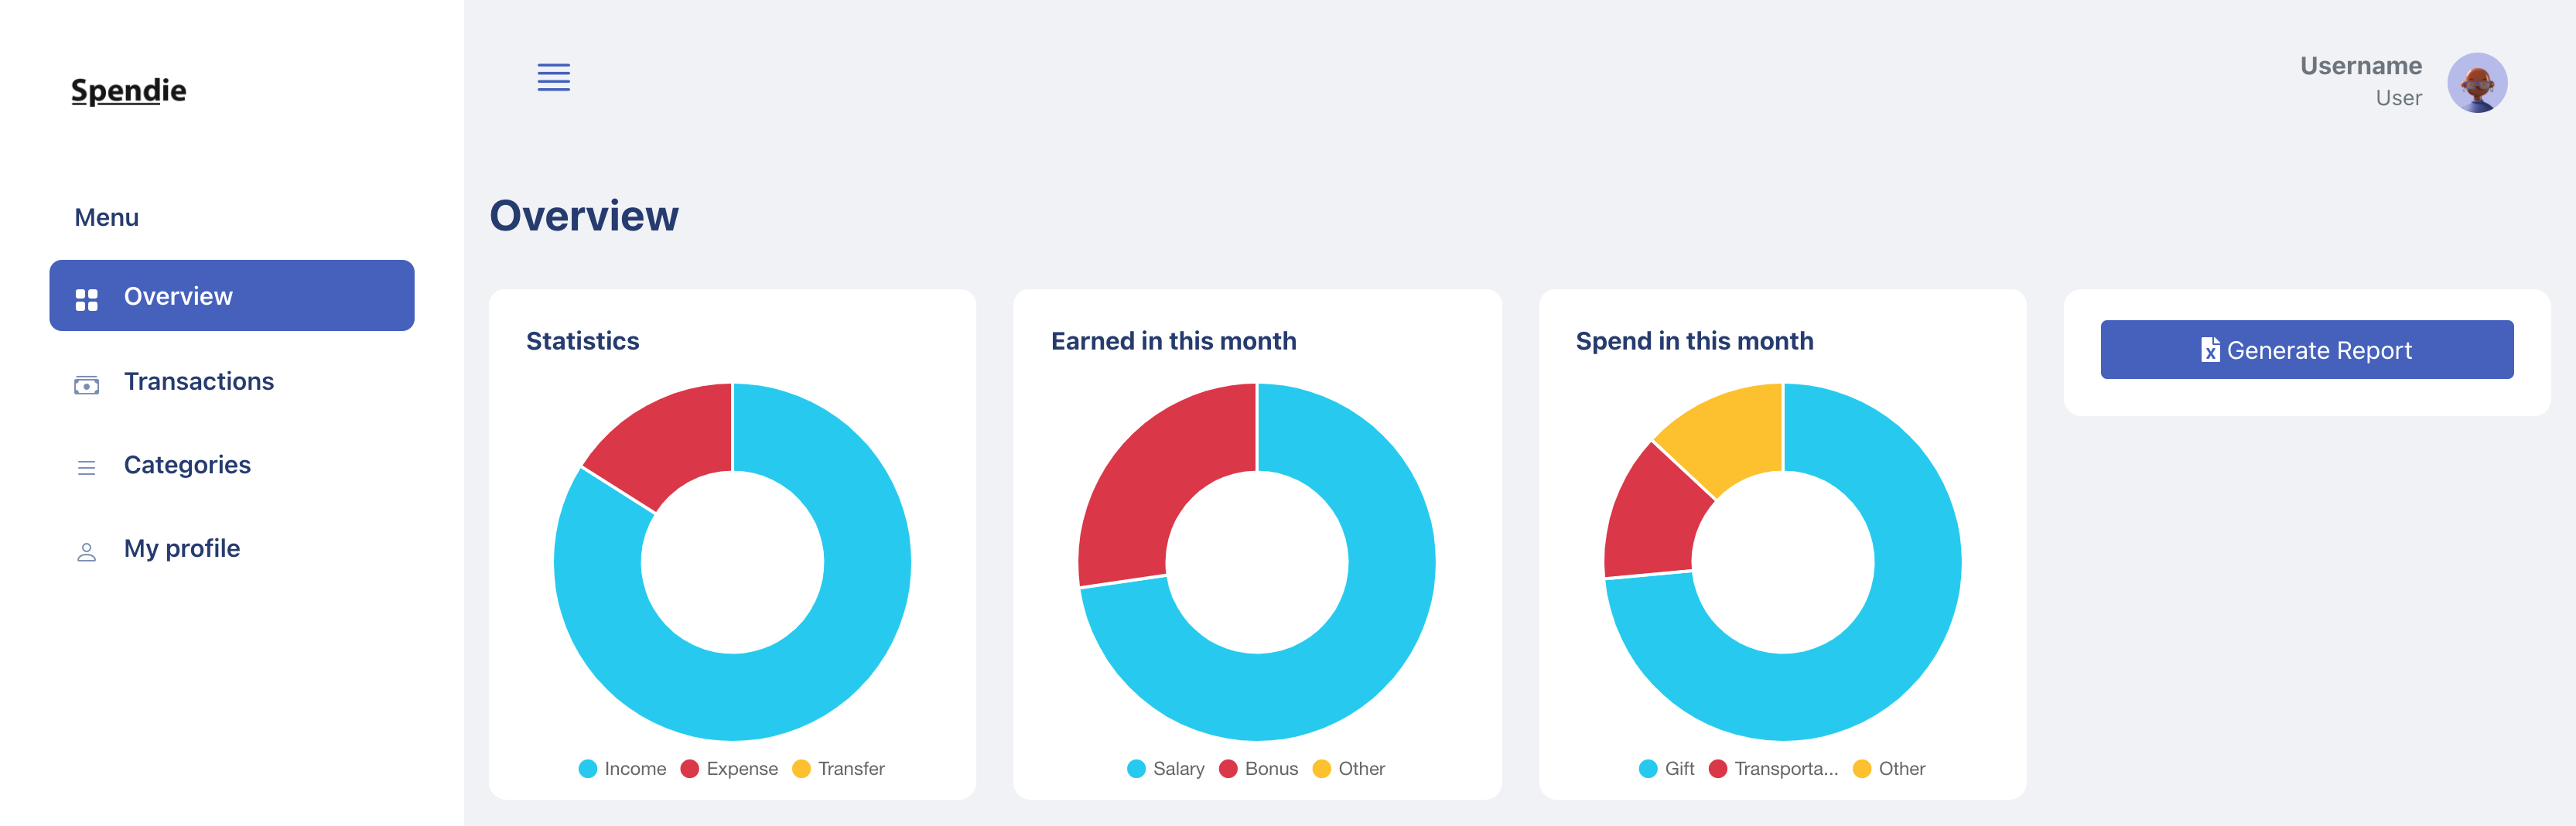 Spendie
Menu
Overview
Transactions
Categories
My profile
Username
User
Overview
Statistics
Income Expense Transfer
Earned in this month
Salary Bonus Other
Spend in this month
Gift Transporta... Other
Generate Report